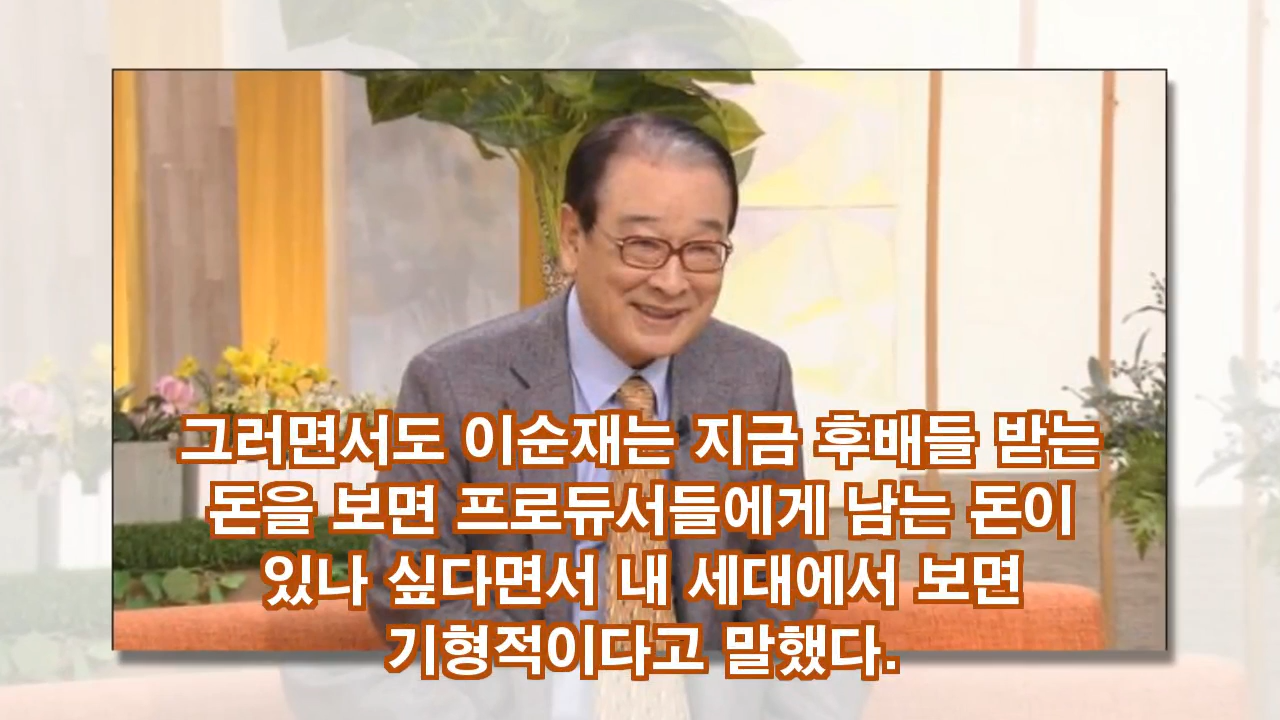 그러면서도 이순재는 지금 후배들 받는
돈을 보면 프로듀서들에게 남는 돈이
있나 싶다면서 내 세대에서 보면
기형적이다고 말했다.